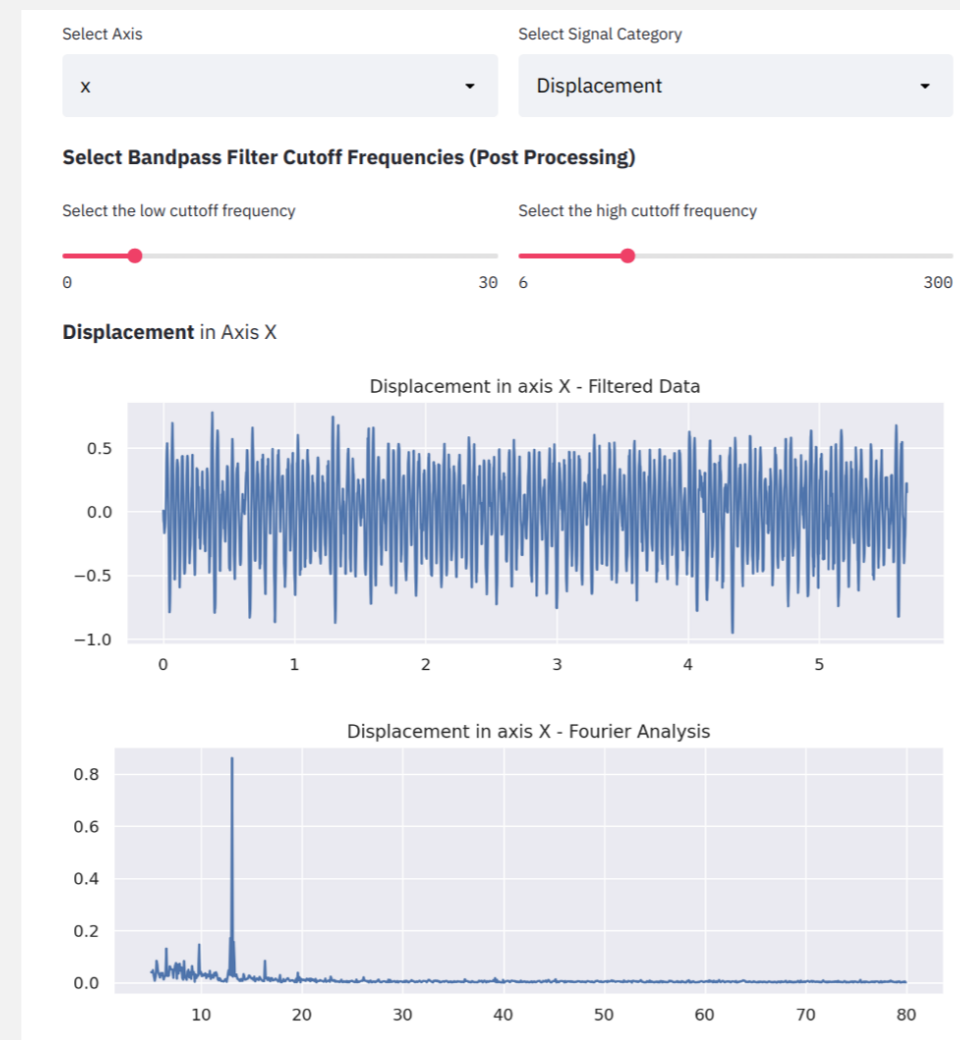 Select Axis
Select Signal Category
x
Displacement
Select Bandpass Filter Cutoff Frequencies (Post Processing)
Select the low cuttoff frequency
Select the high cuttoff frequency
0 30
6 300
Displacement in Axis X
Displacement in axis X - Filtered Data
0.5
0.0
−0.5
−1.0
0 1 2 3 4 5
Displacement in axis X - Fourier Analysis
0.8
0.6
0.4
0.2
0.0
10 20 30 40 50 60 70 80